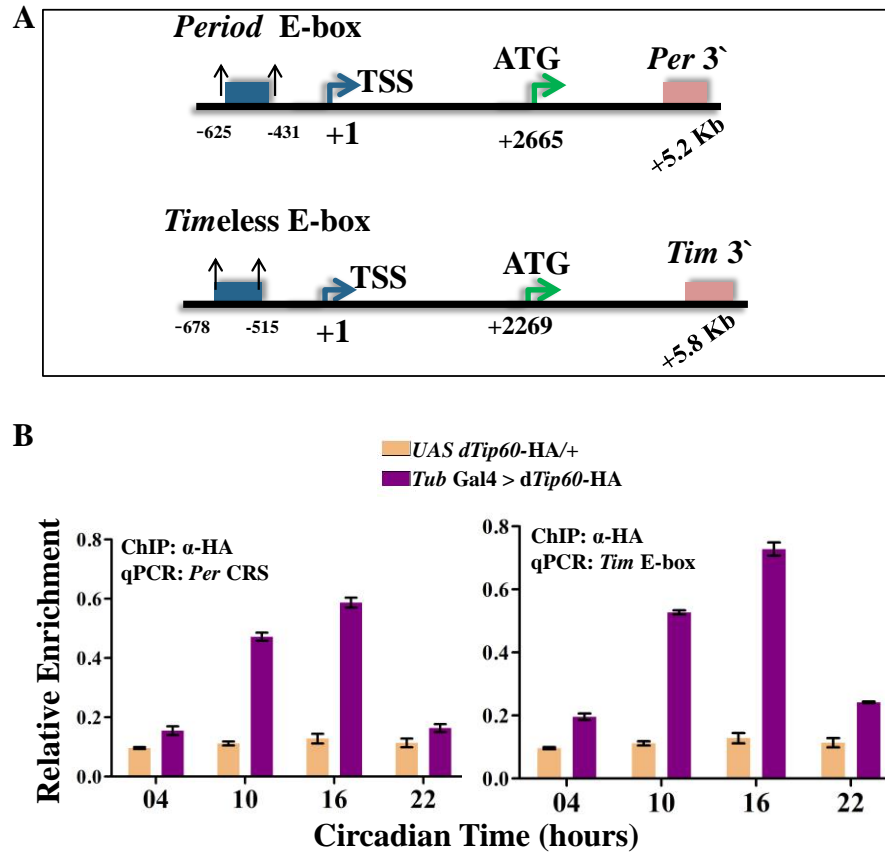 A
Period E-box
TSS
ATG
Per 3`
-625
-431
+1
+2665
+5.2 Kb
Timeless E-box
TSS
ATG
Tim 3`
-678
-515
+1
+2269
+5.8 Kb
B
UAS dTip60-HA/+
Tub Gal4 > dTip60-HA
Relative Enrichment
ChIP: α-HA
qPCR: Per CRS
0.8
0.6
0.4
0.2
0.0
04 10 16 22
ChIP: α-HA
qPCR: Tim E-box
0.8
0.6
0.4
0.2
0.0
04 10 16 22
Circadian Time (hours)